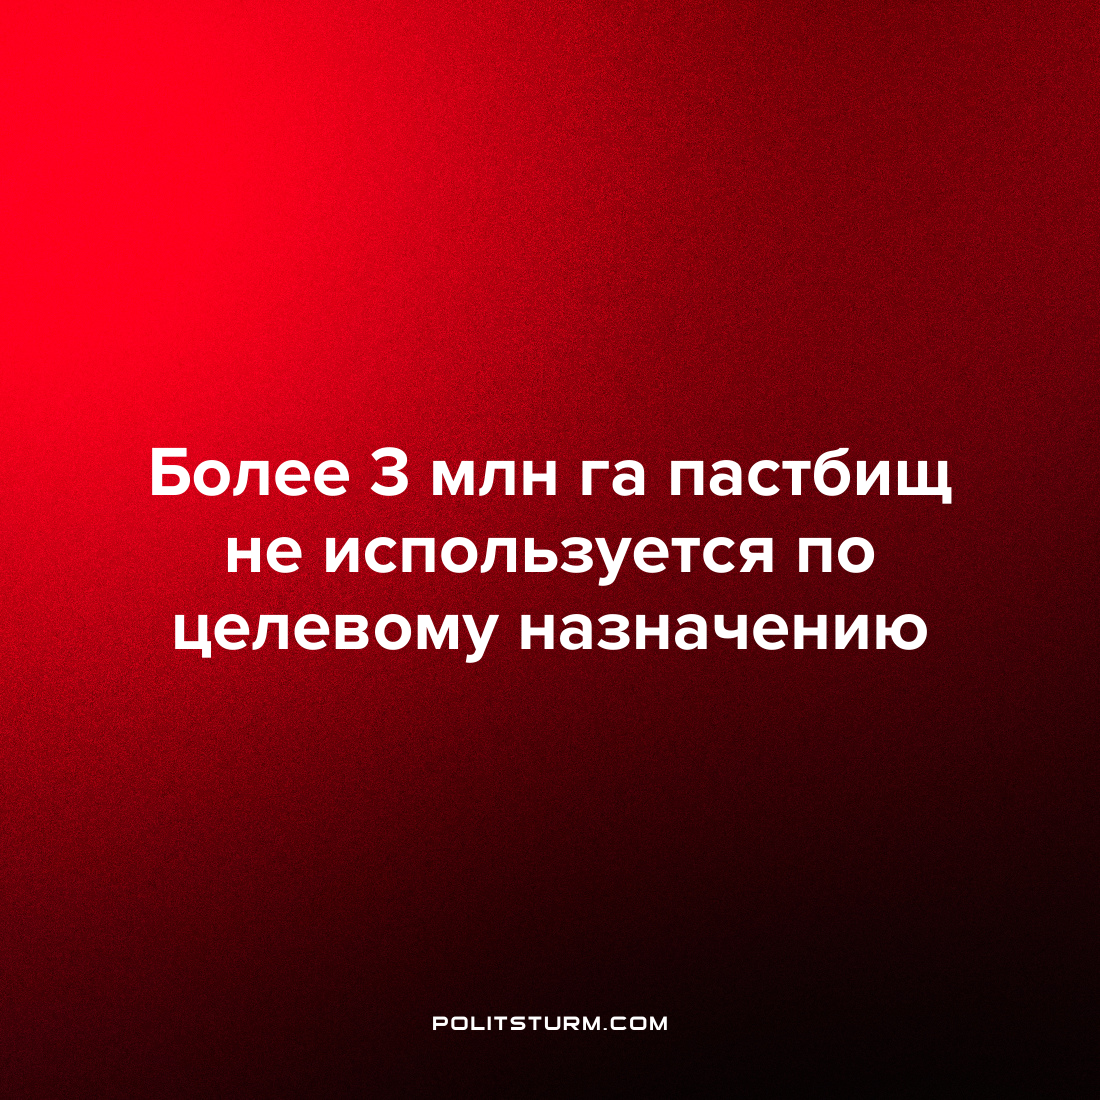 Более 3 млн га пастбищ
не используется по
целевому назначению
POLITSTURM.COM